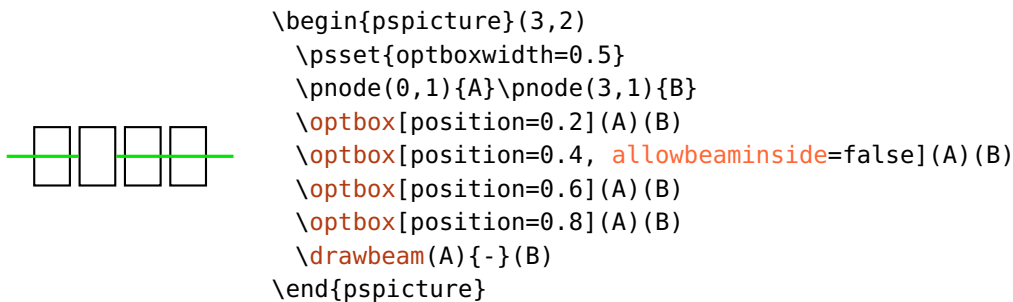 \begin{pspicture}(3,2)
  \psset{optboxwidth=0.5}
  \pnode(0,1){A}\pnode(3,1){B}
  \optbox[position=0.2](A)(B)
  \optbox[position=0.4, allowbeaminside=false](A)(B)
  \optbox[position=0.6](A)(B)
  \optbox[position=0.8](A)(B)
  \drawbeam(A){-}(B)
\end{pspicture}